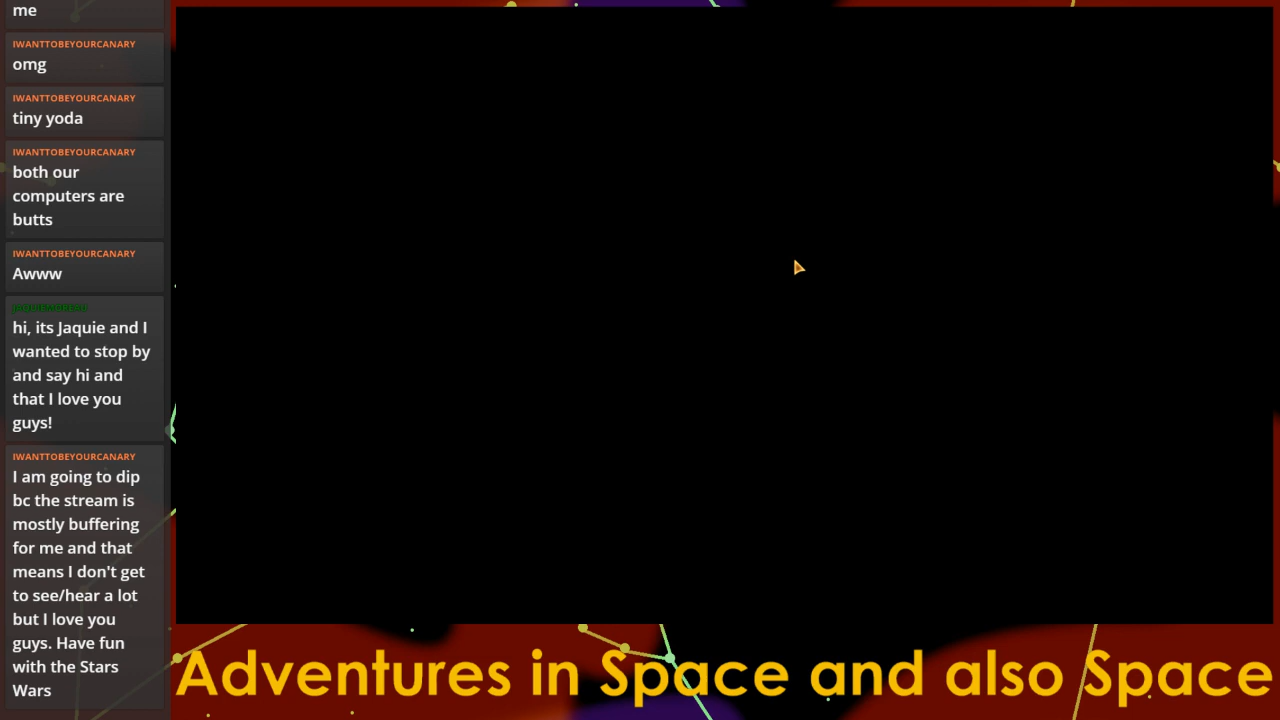 me
IWANTTOBEYOURCANARY
omg
IWANTTOBEYOURCANARY
tiny yoda
IWANTTOBEYOURCANARY
both our
computers are
butts
IWANTTOBEYOURCANARY
Awww
hi, its Jaquie and I
wanted to stop by
and say hi and
that I love you
guys!
IWANTTOBEYOURCANARY
I am going to dip
bc the stream is
mostly buffering
for me and that
means I don't get
to see/hear a lot
but I love you
guys. Have fun
with the Stars
Wars
Adventures in Space and also Space